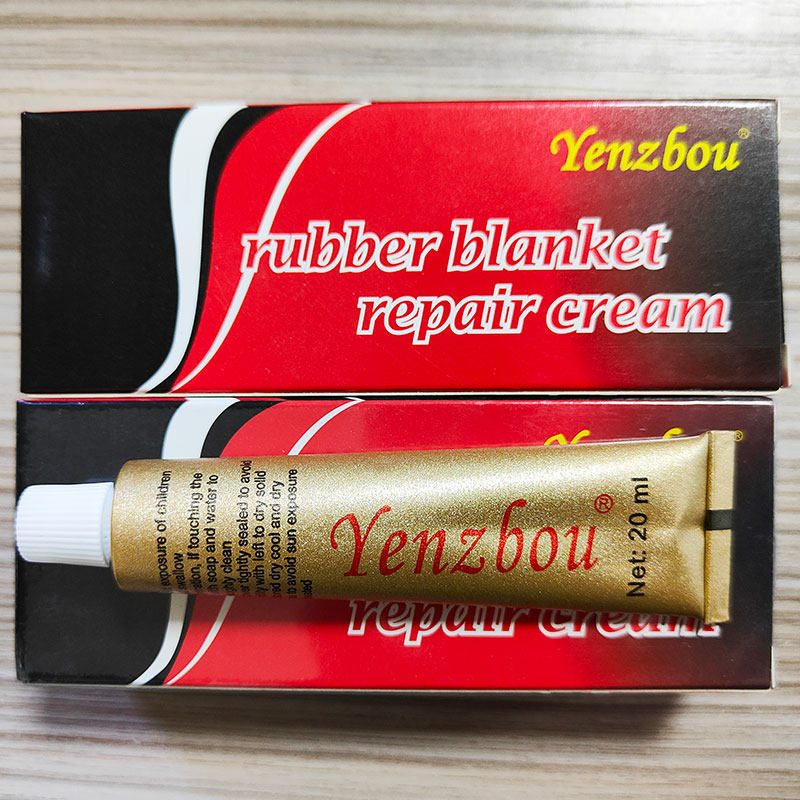 Yenzbou®
rubber blanket
repair cream
Yenzbou®
exposure of children
if touching the
soap and water to
clean
tightly sealed to avoid
with left to dry solid
dry cool and dry
to avoid sun exposure
Yenzbou®
Net: 20 ml
repair cream